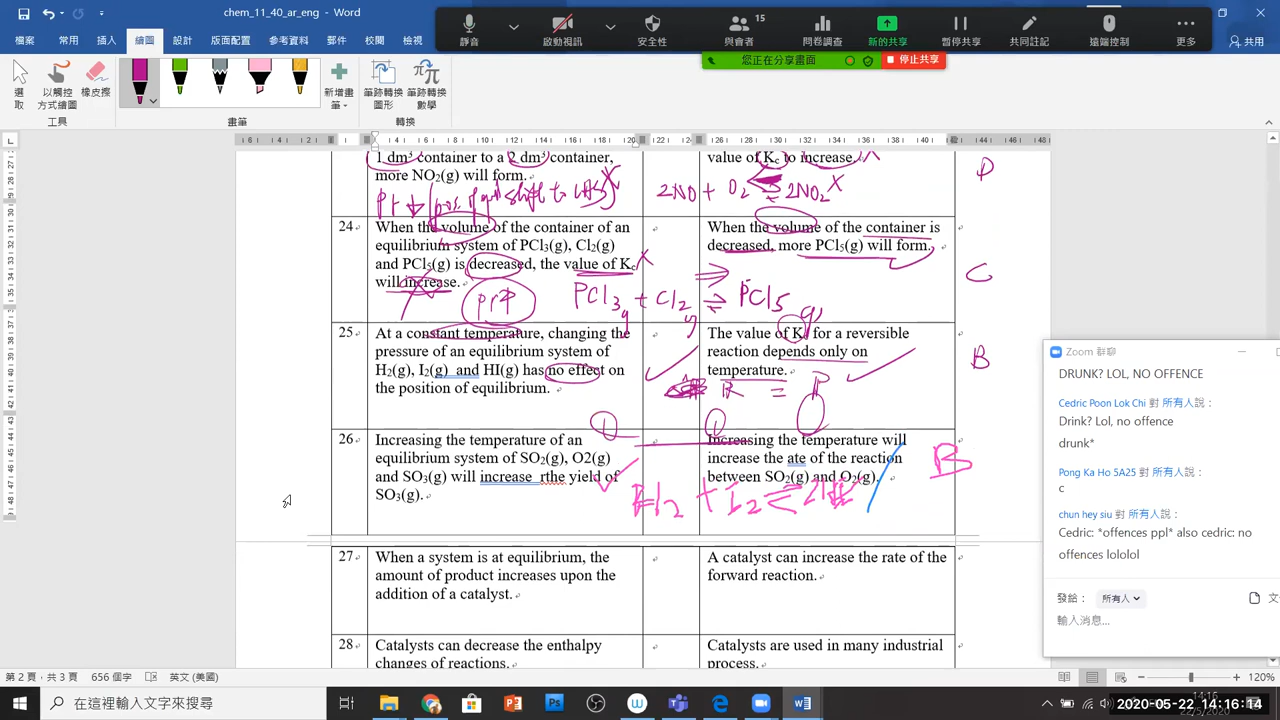 chem_11_40_ar_eng - Word
靜音
啟動視訊
安全性
15
與會者
問卷調查
新的共享
暫停共享
共同註記
遠端控制
更多
您正在分享畫面
停止共享
檔案 常用 插入 繪圖 設計 版面配置 參考資料 郵件 校閱 檢視
共用
選取
以觸控方式繪圖
橡皮擦
新增畫筆
筆跡轉換圖形
筆跡轉換數學
工具
畫筆
轉換
1 dm³ container to a 2 dm³ container,
more NO₂(g) will form.
value of Kc to increase.
2NO + O₂ ⇌ 2NO₂ X
D
24
When the volume of the container of an
equilibrium system of PCl₃(g), Cl₂(g)
and PCl₅(g) is decreased, the value of Kc
will increase.
When the volume of the container is
decreased, more PCl₅(g) will form.
PCl₃ + Cl₂ ⇌ PCl₅
C
25
At a constant temperature, changing the
pressure of an equilibrium system of
H₂(g), I₂(g) and HI(g) has no effect on
the position of equilibrium.
The value of Kc for a reversible
reaction depends only on
temperature.
R = P
B
26
Increasing the temperature of an
equilibrium system of SO₂(g), O2(g)
and SO₃(g) will increase rthe yield of
SO₃(g).
Increasing the temperature will
increase the ate of the reaction
between SO₂(g) and O₂(g).
H₂ + I₂ ⇌ 2HI
B
27
When a system is at equilibrium, the
amount of product increases upon the
addition of a catalyst.
A catalyst can increase the rate of the
forward reaction.
28
Catalysts can decrease the enthalpy
changes of reactions.
Catalysts are used in many industrial
process.
Zoom 群聊
DRUNK? LOL, NO OFFENCE
Cedric Poon Lok Chi 對 所有人說：
Drink? Lol, no offence
drunk*
Pong Ka Ho 5A25 對 所有人說：
c
chun hey siu 對 所有人說：
Cedric: *offences ppl* also cedric: no
offences lololol
發給： 所有人
輸入訊息...
第 2 頁，共 3 頁 656 個字 英文 (美國)
120%
在這裡輸入文字來搜尋
2020-05-22 14:16:14